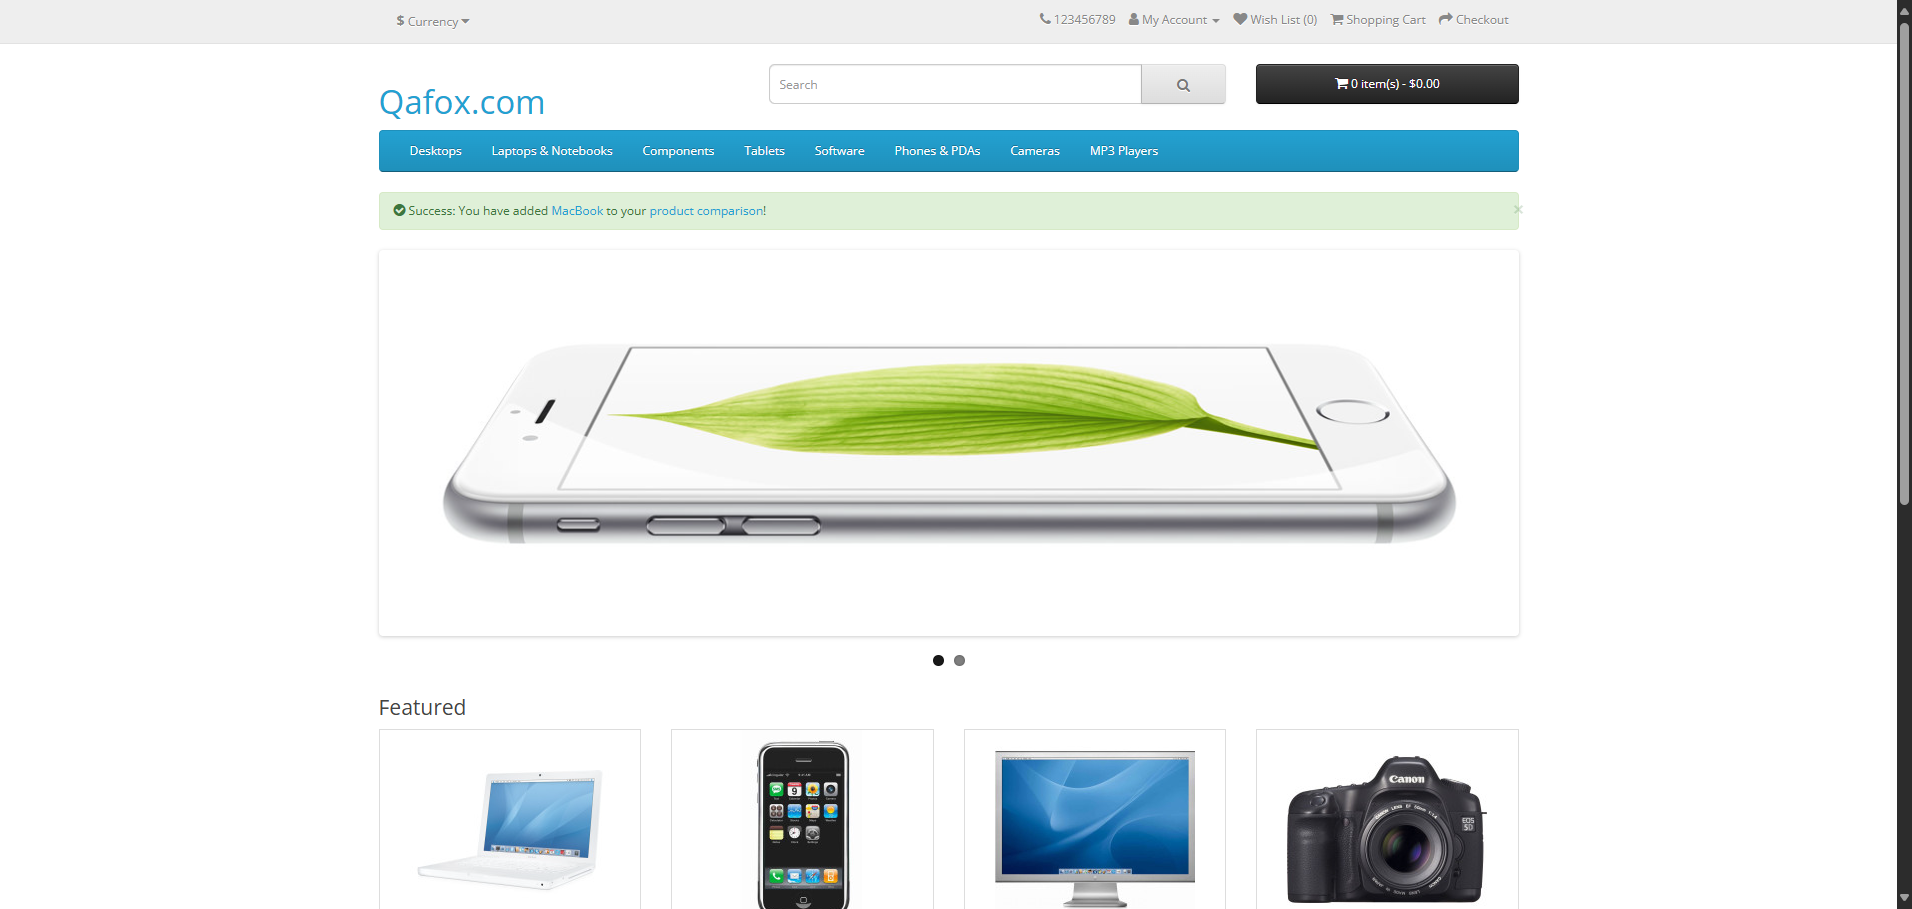 $ Currency
123456789 My Account Wish List (0) Shopping Cart Checkout
Qafox.com
Search
0 item(s) - $0.00
Desktops Laptops & Notebooks Components Tablets Software Phones & PDAs Cameras MP3 Players
Success: You have added MacBook to your product comparison!
×
Featured
Canon
EOS
5D